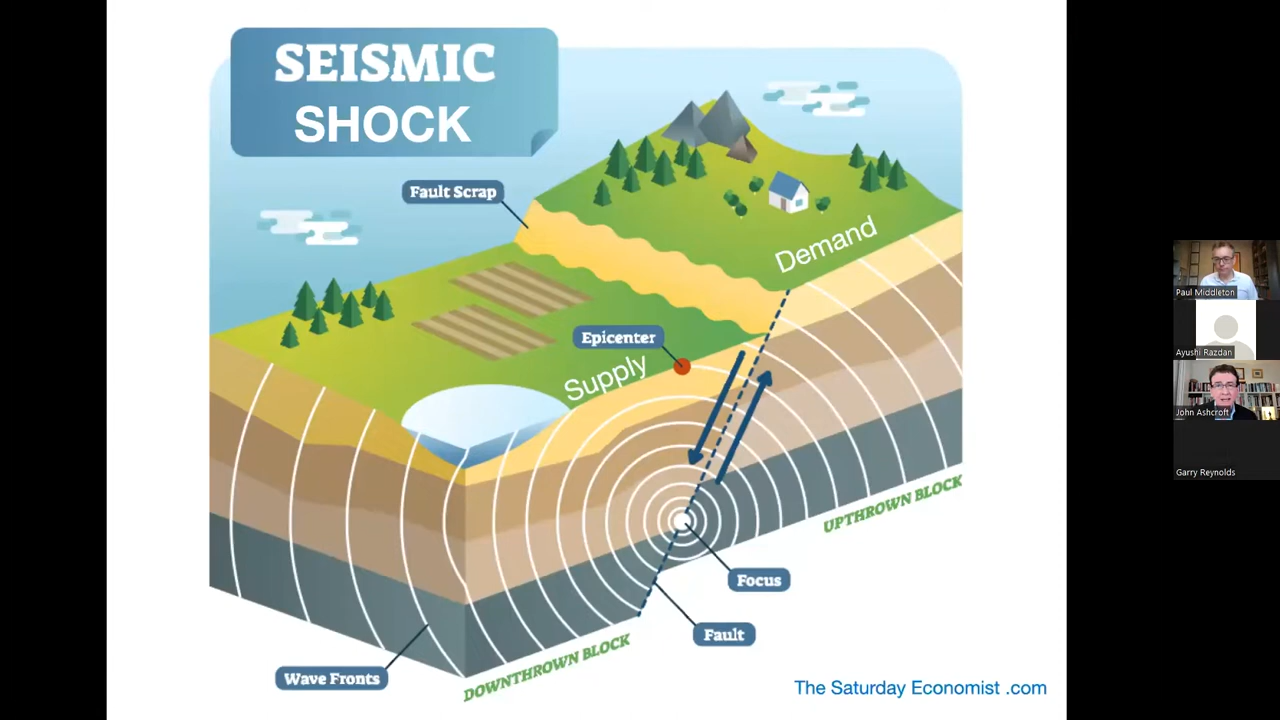 SEISMIC
SHOCK
Fault Scrap
Demand
Epicenter
Supply
UPTHROWN BLOCK
Focus
Fault
DOWNTHROWN BLOCK
Wave Fronts
The Saturday Economist .com
Paul Middleton
Ayushi Razdan
John Ashcroft
Garry Reynolds